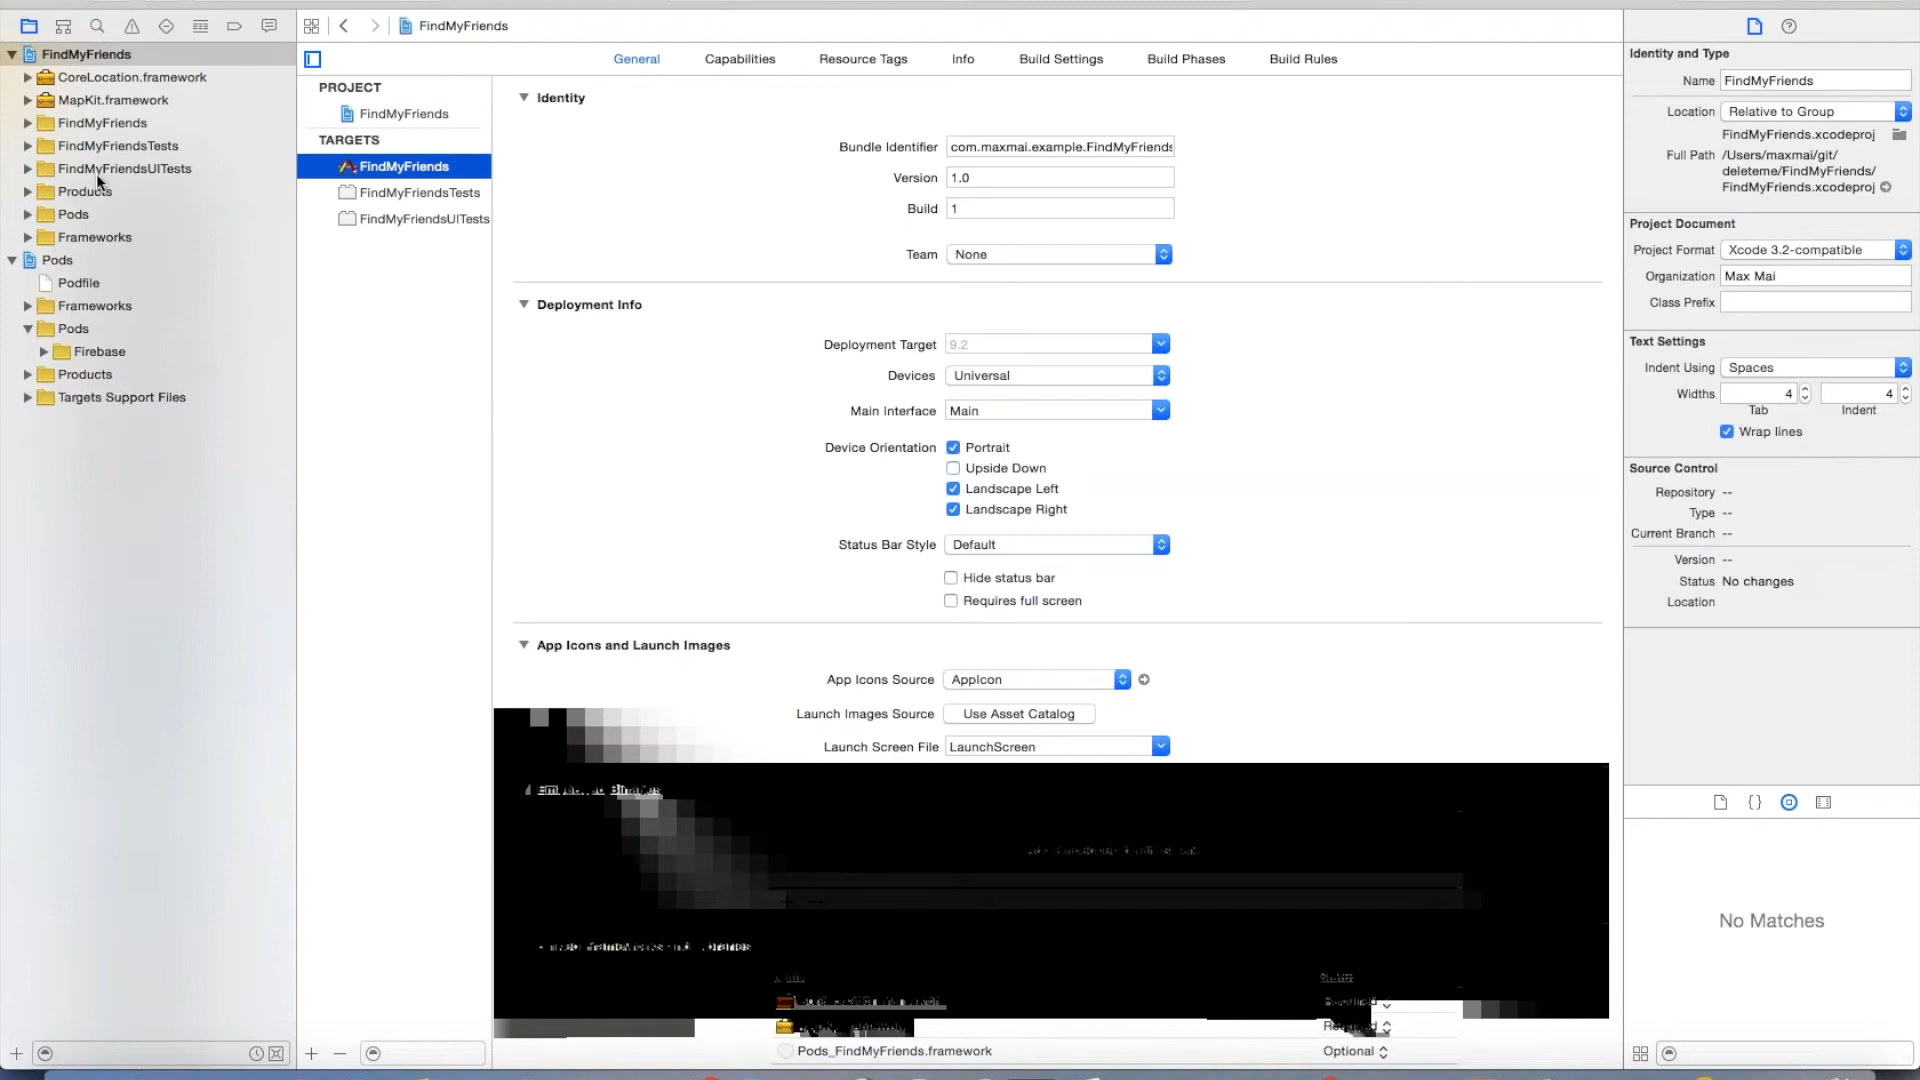 FindMyFriends
FindMyFriends
CoreLocation.framework
MapKit.framework
FindMyFriends
FindMyFriendsTests
FindMyFriendsUITests
Products
Pods
Frameworks
Pods
Podfile
Frameworks
Pods
Firebase
Products
Targets Support Files
General Capabilities Resource Tags Info Build Settings Build Phases Build Rules
PROJECT
FindMyFriends
TARGETS
FindMyFriends
FindMyFriendsTests
FindMyFriendsUITests
Identity
Bundle Identifier com.maxmai.example.FindMyFriends
Version 1.0
Build 1
Team None
Deployment Info
Deployment Target 9.2
Devices Universal
Main Interface Main
Device Orientation Portrait
Upside Down
Landscape Left
Landscape Right
Status Bar Style Default
Hide status bar
Requires full screen
App Icons and Launch Images
App Icons Source AppIcon
Launch Images Source Use Asset Catalog
Launch Screen File LaunchScreen
Embedded Binaries
Frameworks
Required
Pods_FindMyFriends.framework Optional
Identity and Type
Name FindMyFriends
Location Relative to Group
FindMyFriends.xcodeproj
Full Path /Users/maxmai/git/
deleteme/FindMyFriends/
FindMyFriends.xcodeproj
Project Document
Project Format Xcode 3.2-compatible
Organization Max Mai
Class Prefix
Text Settings
Indent Using Spaces
Widths 4 4
Tab Indent
Wrap lines
Source Control
Repository --
Type --
Current Branch --
Version --
Status No changes
Location
No Matches